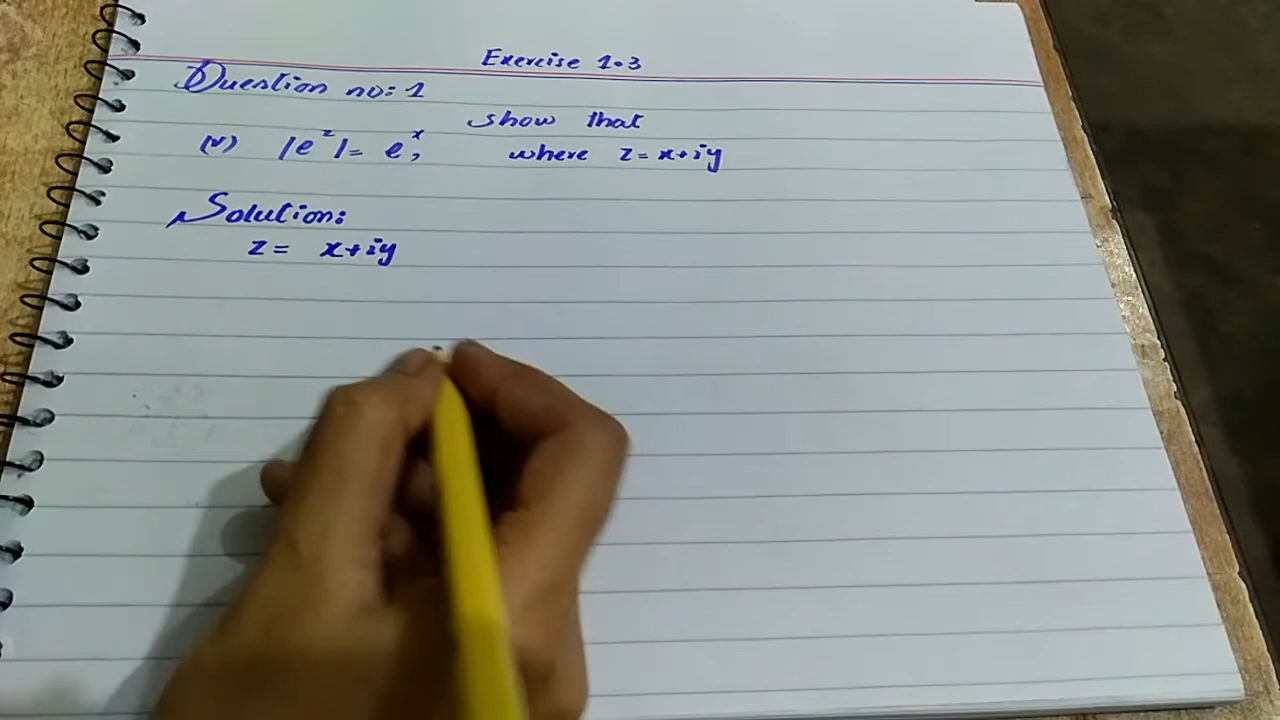 Exercise 1.3
Question no: 1
show that
(v) |e^z| = e^x, where z = x+iy
Solution:
z = x+iy